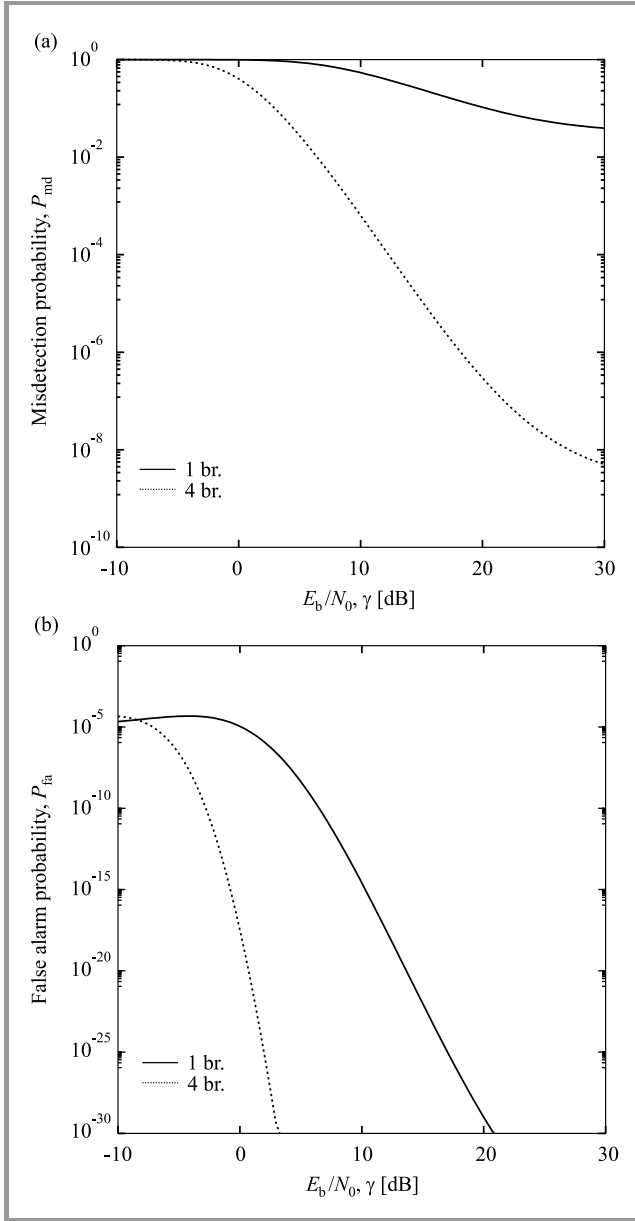 (a)
Misdetection probability, P_md
10^0
10^-2
10^-4
10^-6
10^-8
10^-10
1 br.
4 br.
-10 0 10 20 30
E_b/N_0, γ [dB]
(b)
False alarm probability, P_fa
10^0
10^-5
10^-10
10^-15
10^-20
10^-25
10^-30
1 br.
4 br.
-10 0 10 20 30
E_b/N_0, γ [dB]